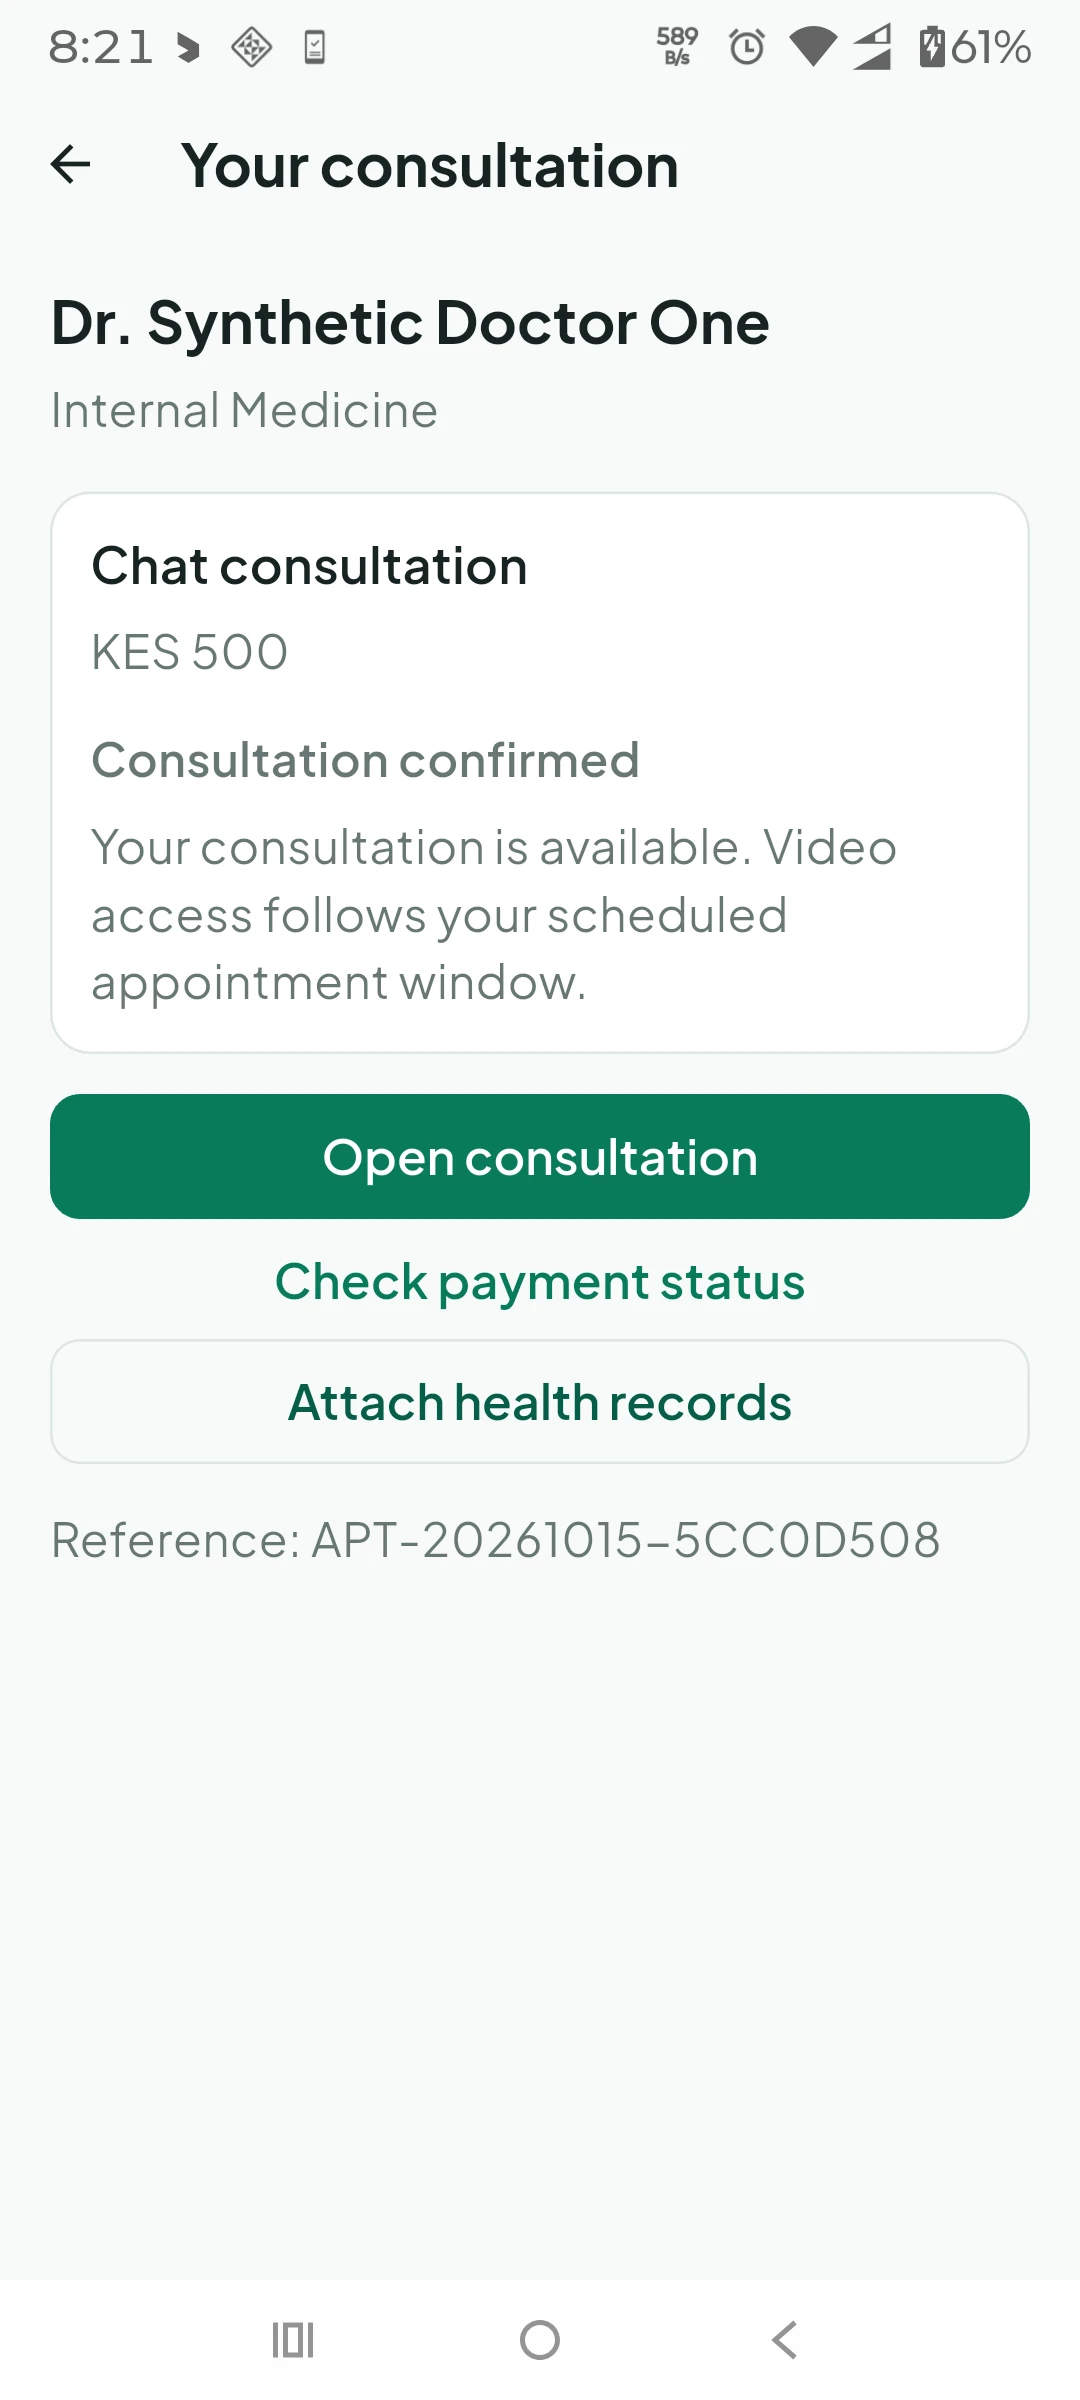 8:21
589
B/s
61%
Your consultation
Dr. Synthetic Doctor One
Internal Medicine
Chat consultation
KES 500
Consultation confirmed
Your consultation is available. Video
access follows your scheduled
appointment window.
Open consultation
Check payment status
Attach health records
Reference: APT-20261015-5CC0D508